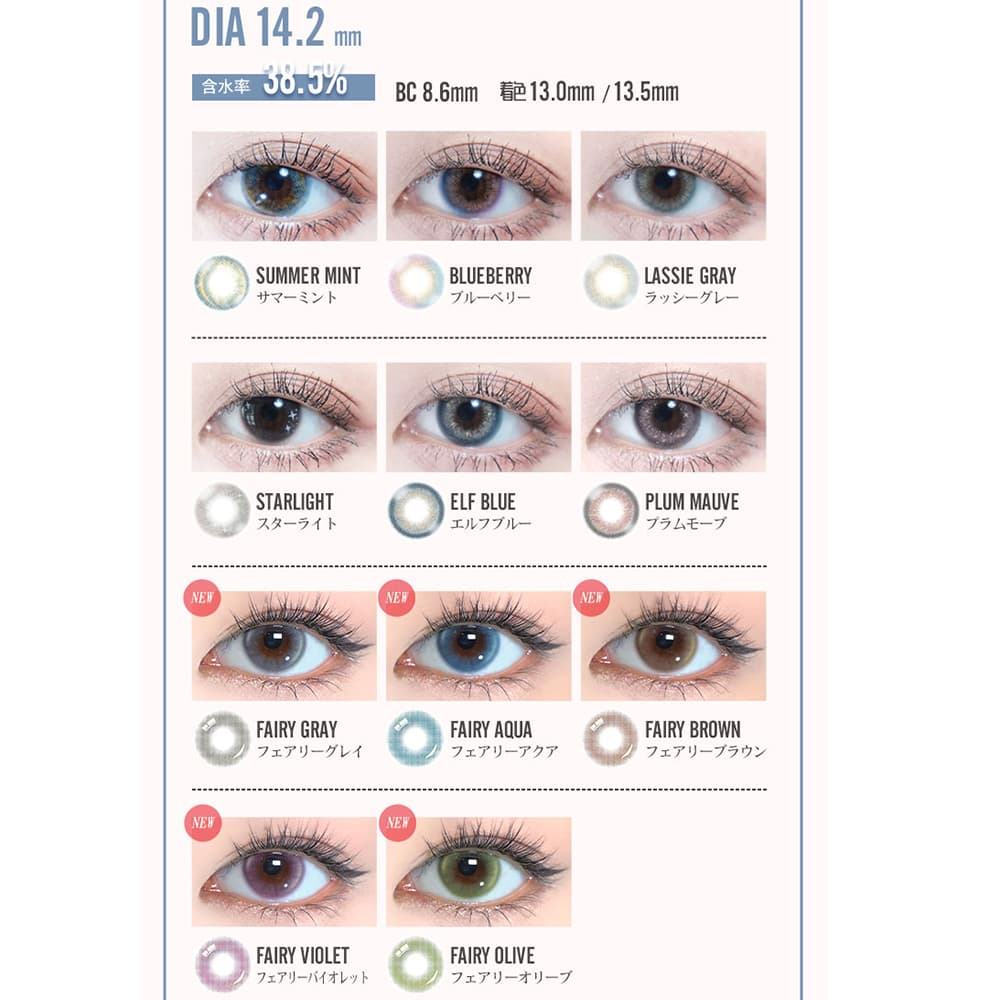 DIA 14.2 mm
含水率 38.5% BC 8.6mm 着色13.0mm / 13.5mm
SUMMER MINT
サマーミント
BLUEBERRY
ブルーベリー
LASSIE GRAY
ラッシーグレー
STARLIGHT
スターライト
ELF BLUE
エルフブルー
PLUM MAUVE
プラムモーブ
NEW
FAIRY GRAY
フェアリーグレイ
NEW
FAIRY AQUA
フェアリーアクア
NEW
FAIRY BROWN
フェアリーブラウン
NEW
FAIRY VIOLET
フェアリーバイオレット
NEW
FAIRY OLIVE
フェアリーオリーブ